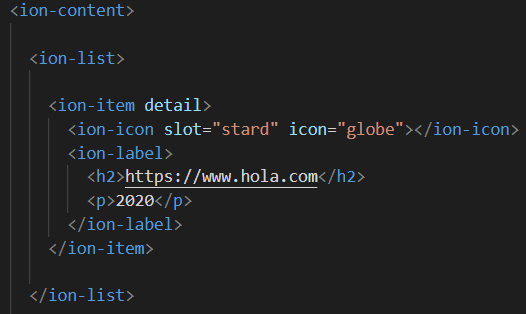 <ion-content>
<ion-list>
<ion-item detail>
<ion-icon slot="stard" icon="globe"></ion-icon>
<ion-label>
<h2>https://www.hola.com</h2>
<p>2020</p>
</ion-label>
</ion-item>
</ion-list>